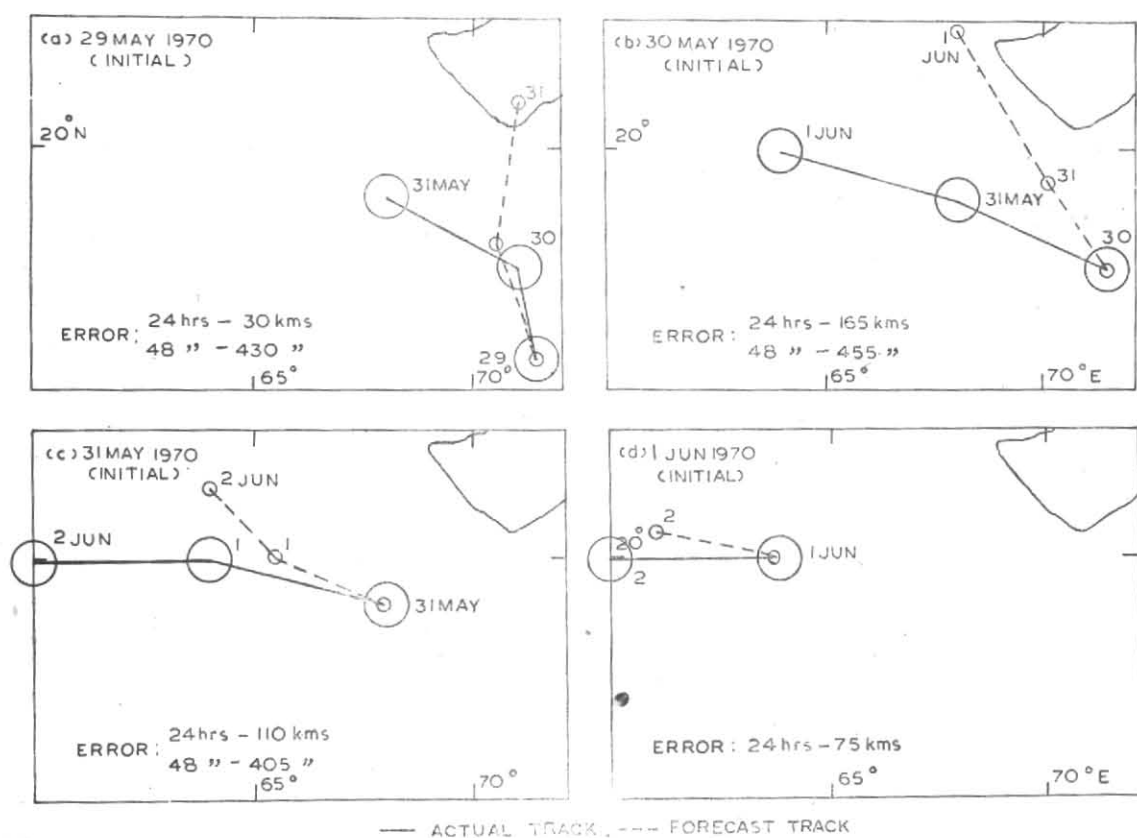 (a) 29 MAY 1970
(INITIAL)
31
20°N
31 MAY
30
29
ERROR: 24 hrs – 30 kms
48 ” – 430 ”
65°
70°
(b) 30 MAY 1970
(INITIAL)
1
JUN
20°
1 JUN
31
31 MAY
30
ERROR: 24 hrs – 165 kms
48 ” – 455 ”
65°
70°E
(c) 31 MAY 1970
(INITIAL)
2 JUN
2 JUN
1
1
31 MAY
ERROR: 24 hrs – 110 kms
48 ” – 405 ”
65°
70°
(d) 1 JUN 1970
(INITIAL)
2
20°
1 JUN
2
ERROR: 24 hrs – 75 kms
65°
70°E
—— ACTUAL TRACK, --- FORECAST TRACK